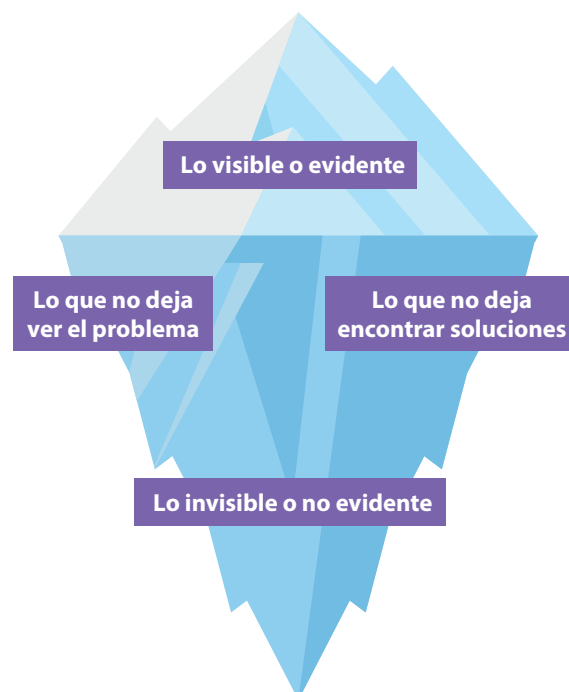 Lo visible o evidente
Lo que no deja
ver el problema
Lo que no deja
encontrar soluciones
Lo invisible o no evidente